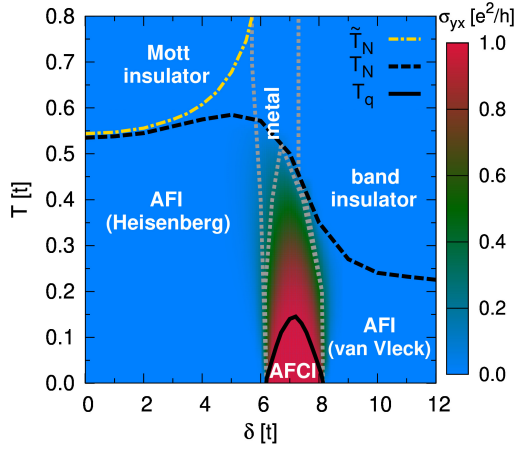 σyx [e²/h]
0.8
0.7
0.6
0.5
0.4
0.3
0.2
0.1
0.0
T [t]
Mott
insulator
T̃N
TN
Tq
metal
AFI
(Heisenberg)
band
insulator
AFI
(van Vleck)
AFCI
1.0
0.8
0.6
0.4
0.2
0.0
0 2 4 6 8 10 12
δ [t]